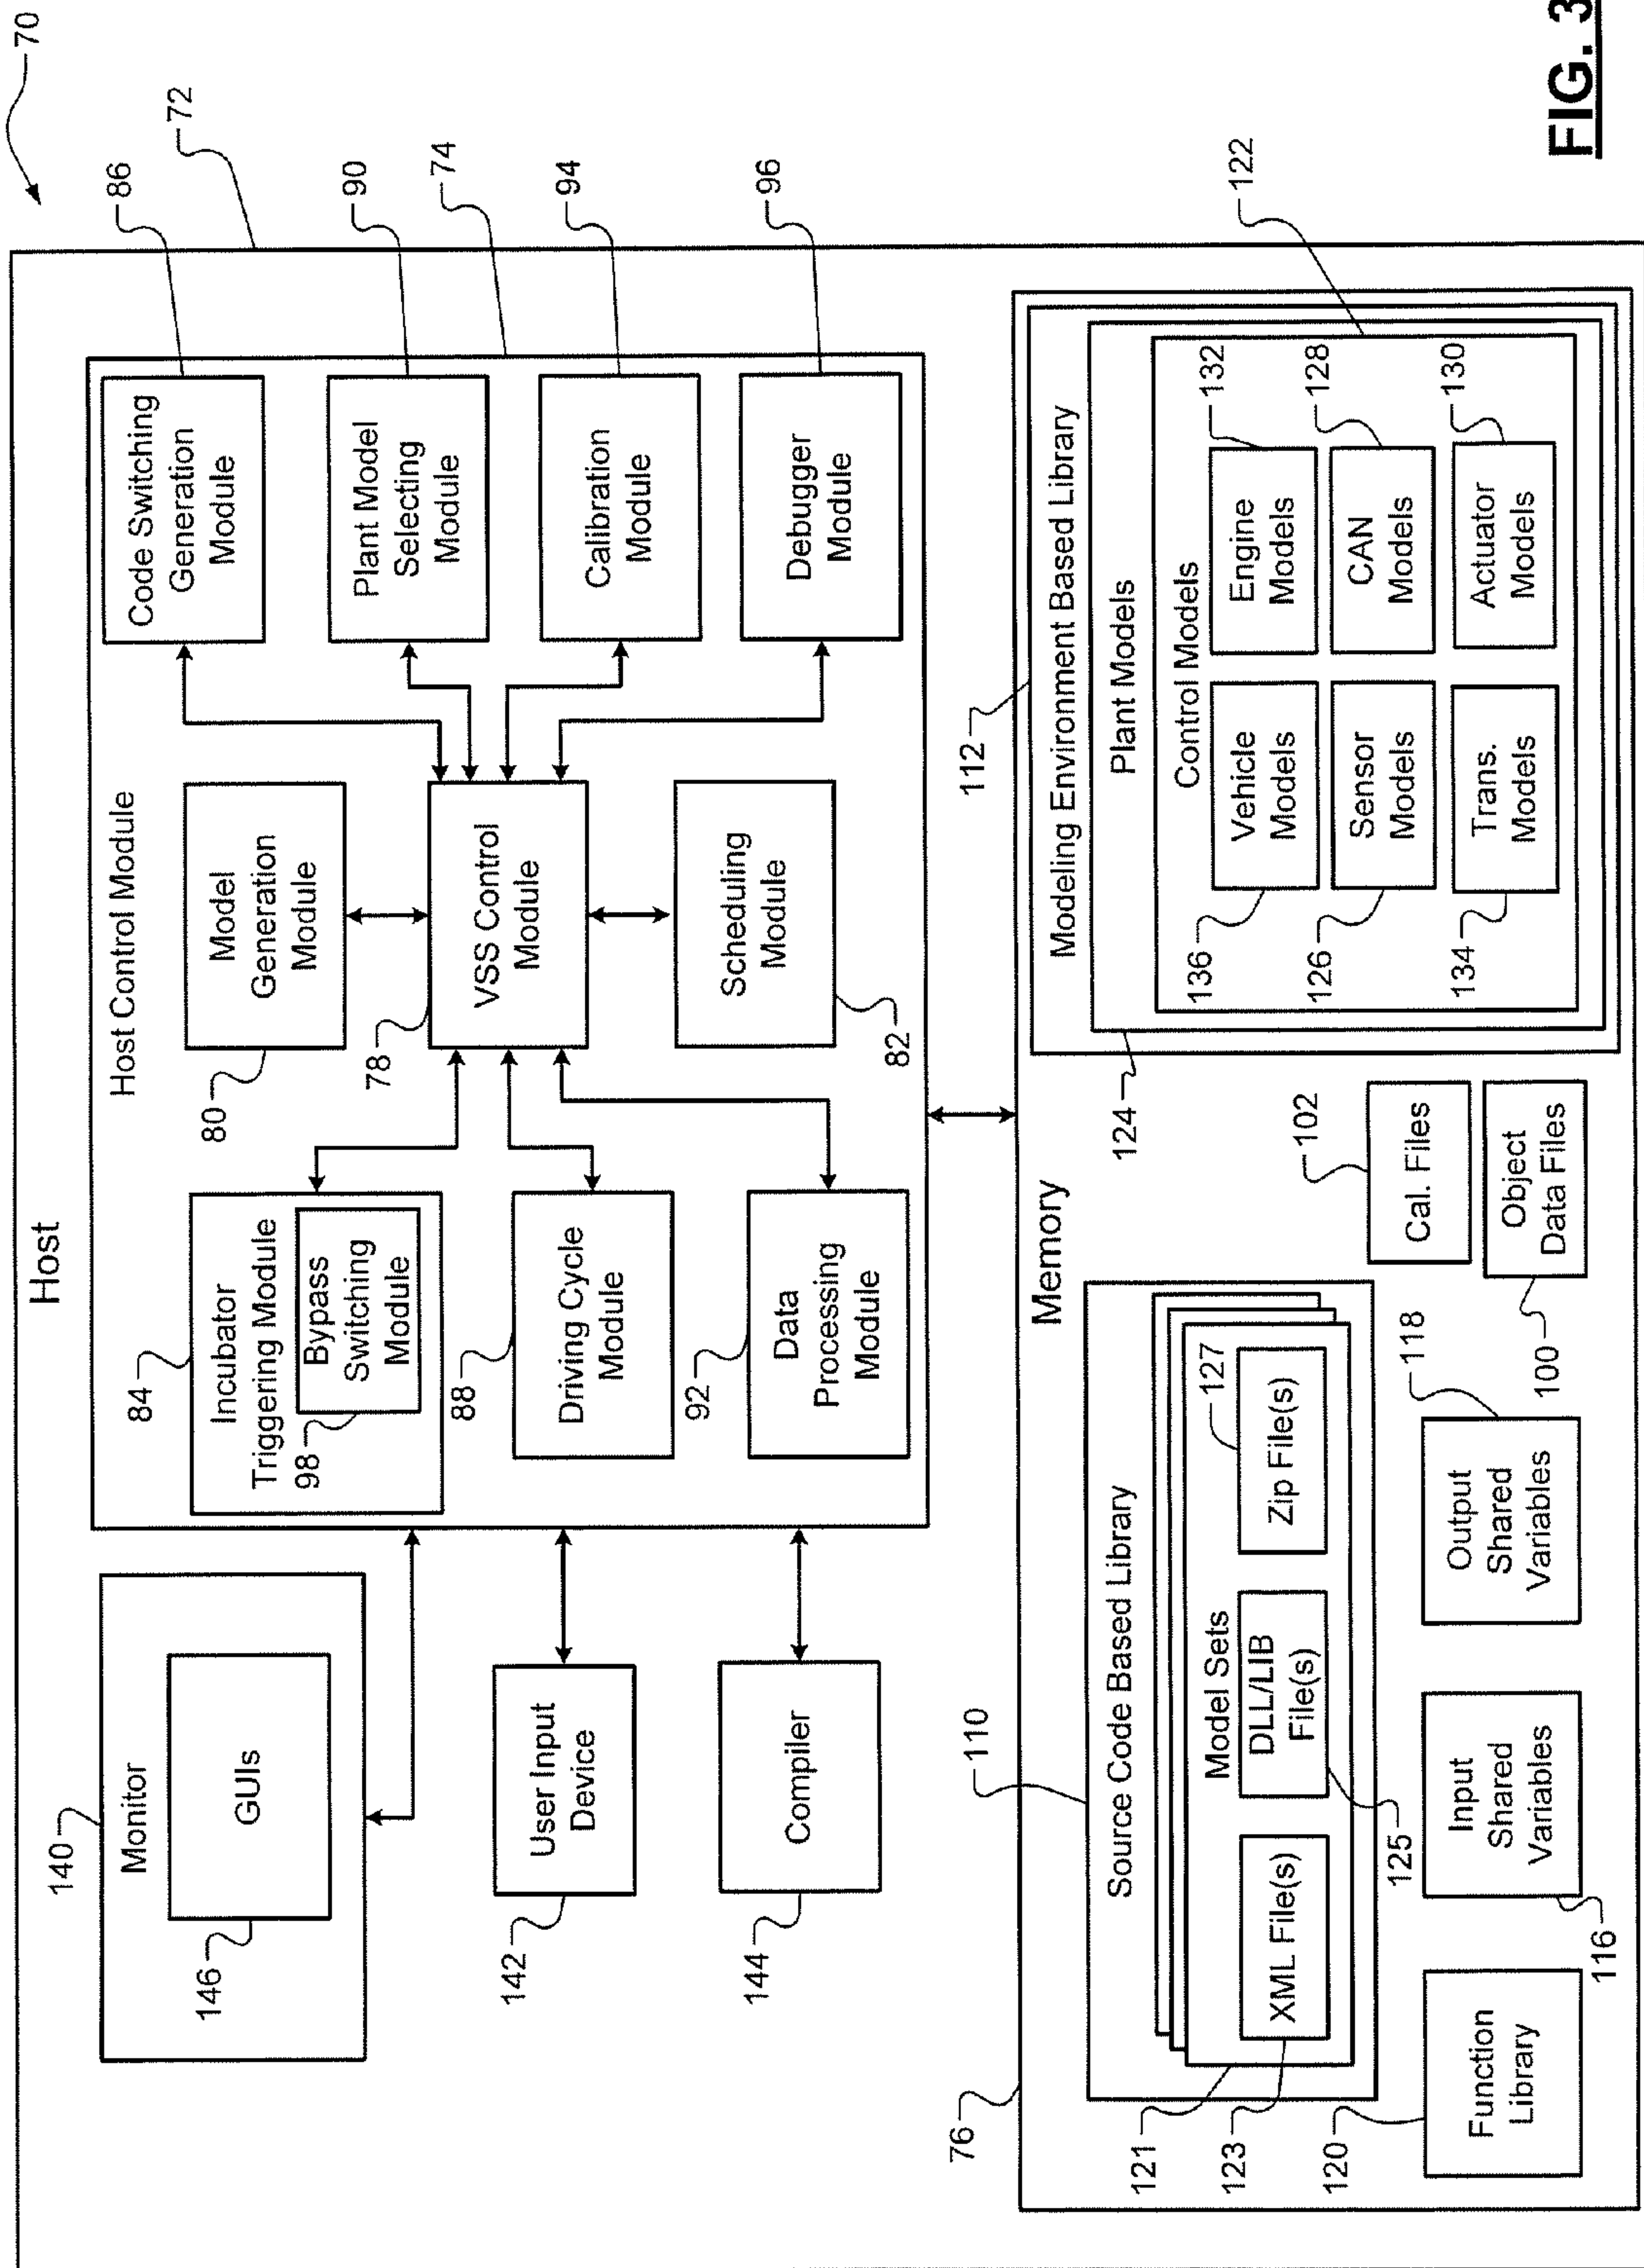 70
Host
72
140
Monitor
GUIs
146
User Input
Device
142
Compiler
144
Host Control Module
74
84
Incubator
Triggering Module
98
Bypass
Switching
Module
88
Driving Cycle
Module
92
Data
Processing
Module
80
Model
Generation
Module
78
VSS Control
Module
Scheduling
Module
82
Code Switching
Generation
Module
86
Plant Model
Selecting
Module
90
Calibration
Module
94
Debugger
Module
96
76
Memory
110
Source Code Based Library
121
Model Sets
123
XML File(s)
DLL/LIB
File(s)
125
Zip File(s)
127
120
Function
Library
Input
Shared
Variables
116
Output
Shared
Variables
118
Cal. Files
102
Object
Data Files
100
112
Modeling Environment Based Library
124
Plant Models
Control Models
122
136
Vehicle
Models
Engine
Models
132
126
Sensor
Models
CAN
Models
128
134
Trans.
Models
Actuator
Models
130
FIG. 3